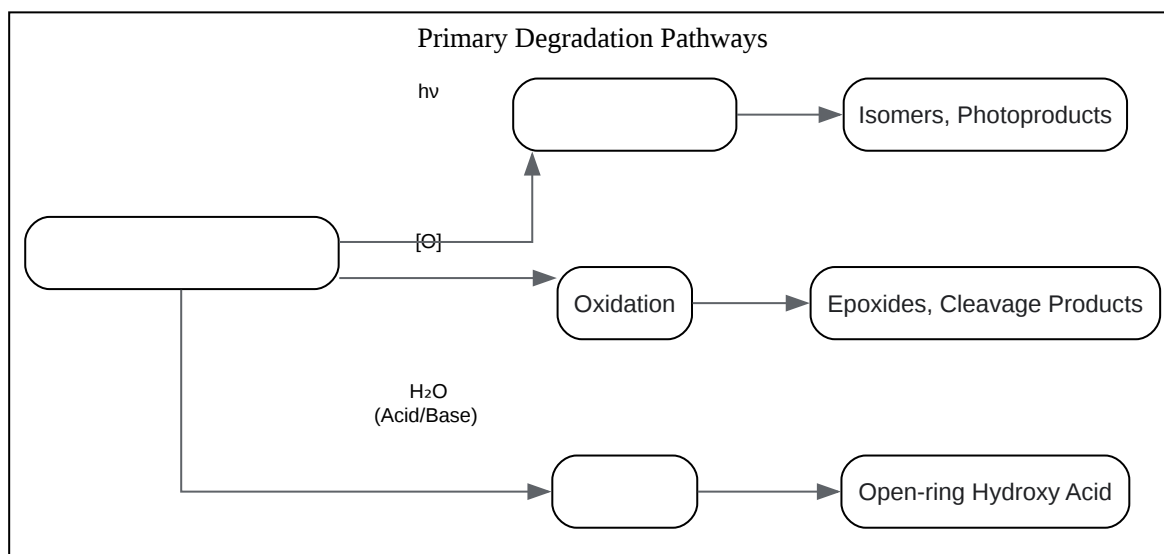 Primary Degradation Pathways
hν
Isomers, Photoproducts
[O]
Oxidation
Epoxides, Cleavage Products
H₂O
(Acid/Base)
Open-ring Hydroxy Acid